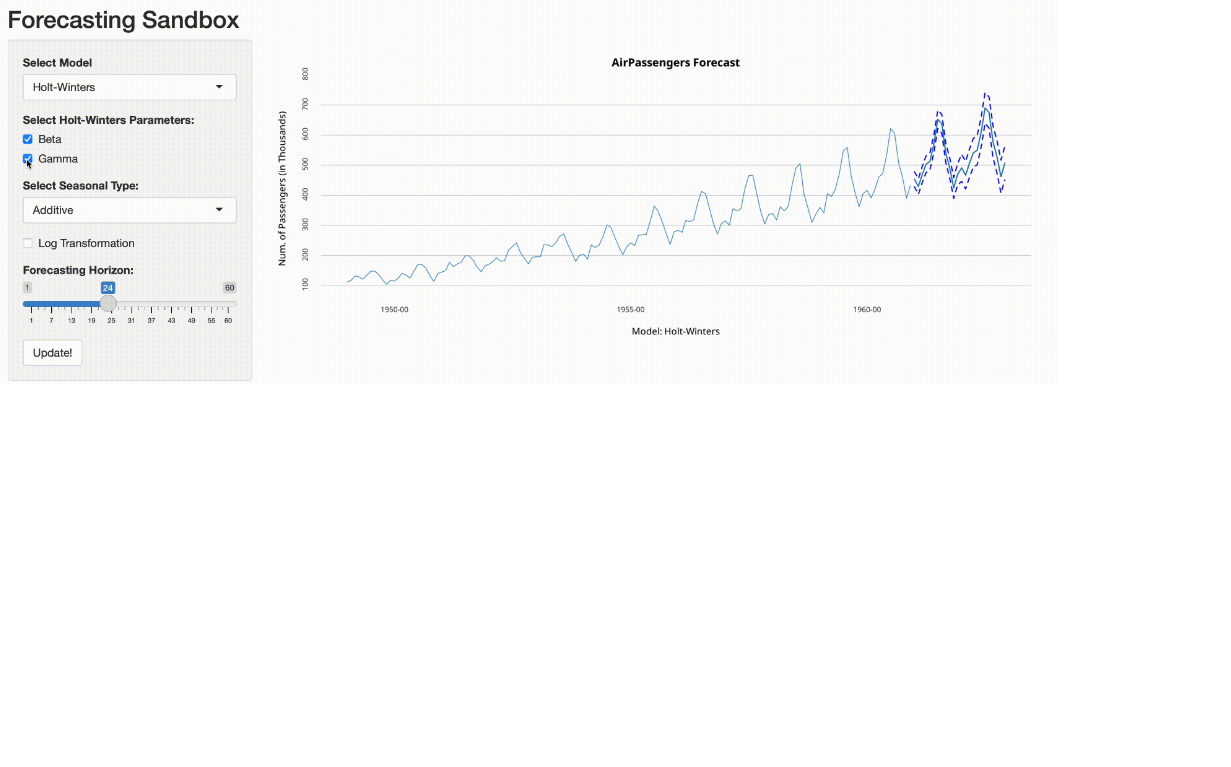 Forecasting Sandbox
Select Model
Holt-Winters
Select Holt-Winters Parameters:
Beta
Gamma
Select Seasonal Type:
Additive
Log Transformation
Forecasting Horizon:
1 24 60
1 7 13 19 25 31 37 43 49 55 60
Update!
AirPassengers Forecast
Num. of Passengers (in Thousands)
800
700
600
500
400
300
200
100
1950-00 1955-00 1960-00
Model: Holt-Winters